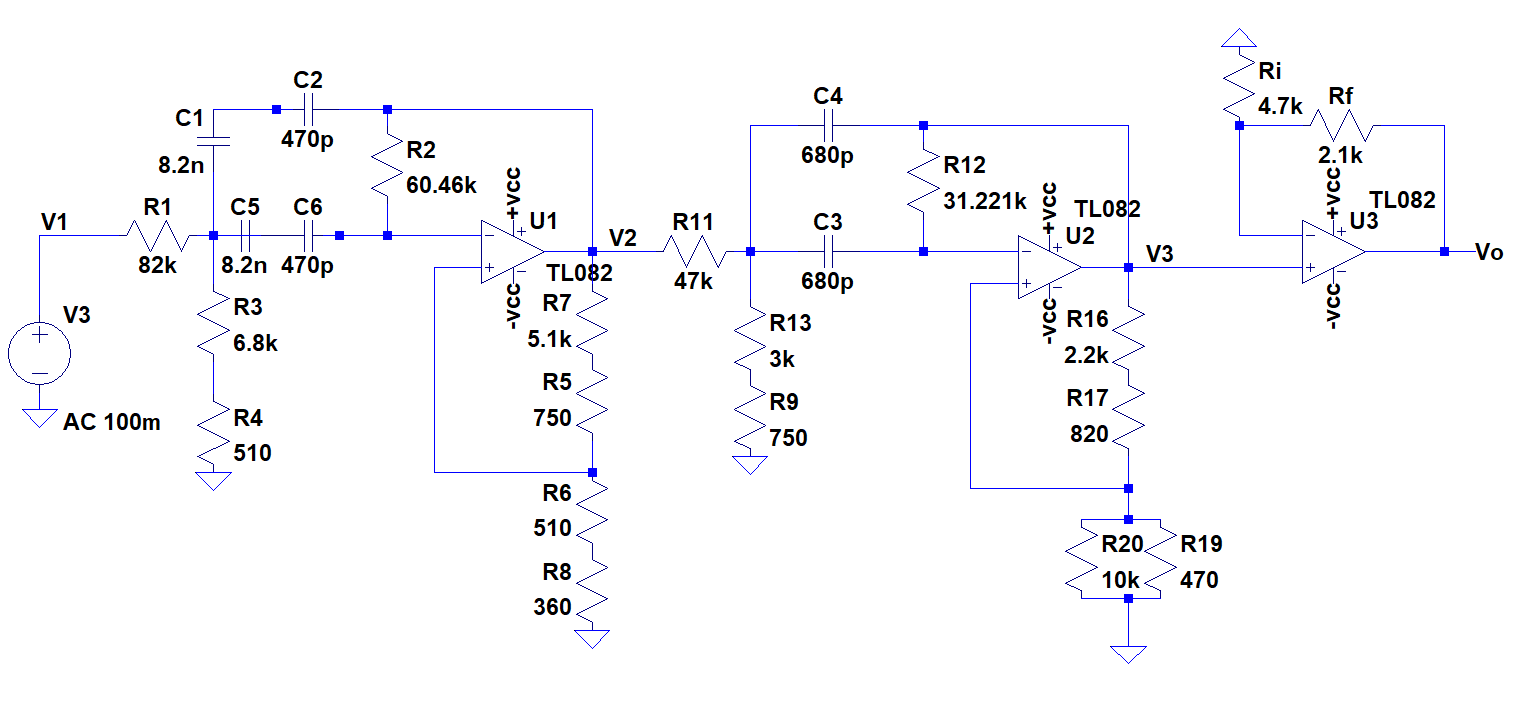 C1
8.2n
C2
470p
R2
60.46k
V1
R1
82k
C5
8.2n
C6
470p
R3
6.8k
R4
510
V3
AC 100m
+vcc
U1
TL082
-vcc
V2
R7
5.1k
R5
750
R6
510
R8
360
R11
47k
C4
680p
C3
680p
R12
31.221k
R13
3k
R9
750
+vcc
TL082
U2
-vcc
V3
R16
2.2k
R17
820
R20
10k
R19
470
Ri
4.7k
Rf
2.1k
+vcc
TL082
U3
-vcc
Vo